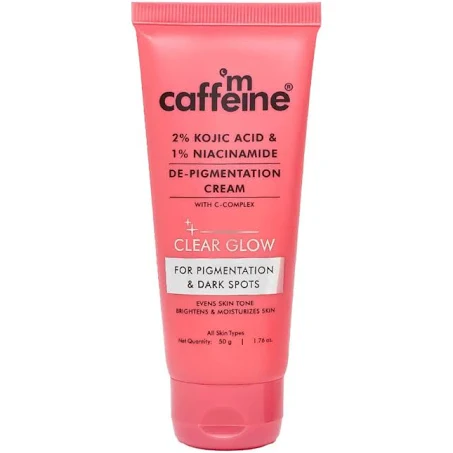 'm
caffeine®
2% KOJIC ACID &
1% NIACINAMIDE
DE-PIGMENTATION
CREAM
WITH C-COMPLEX
CLEAR GLOW
FOR PIGMENTATION
& DARK SPOTS
EVENS SKIN TONE
BRIGHTENS & MOISTURIZES SKIN
All Skin Types
Net Quantity: 50 g | 1.76 oz.